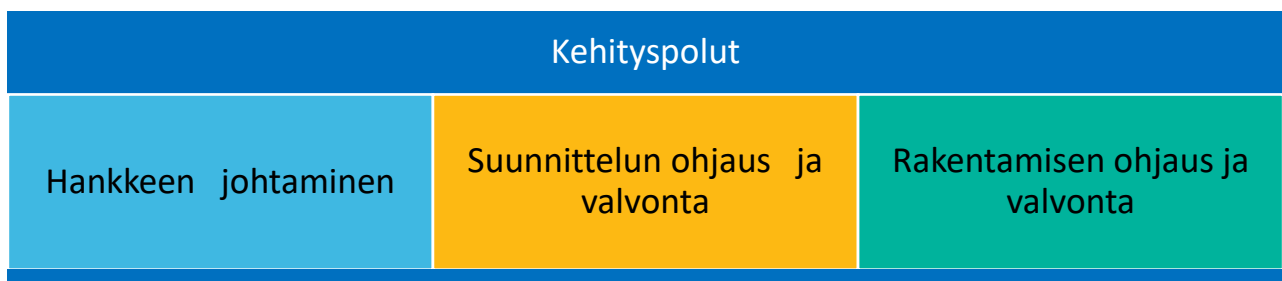 Kehityspolut
Hankkeen johtaminen
Suunnittelun ohjaus ja
valvonta
Rakentamisen ohjaus ja
valvonta